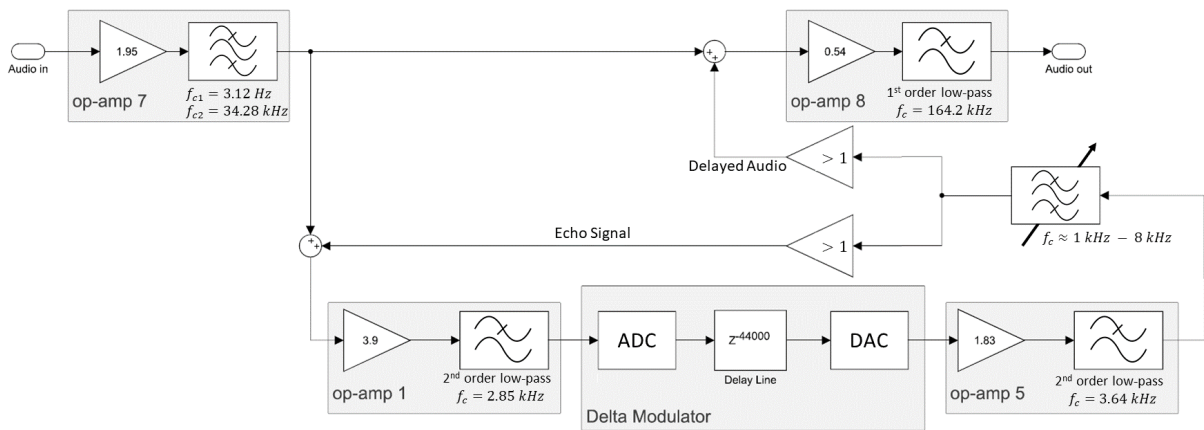 1.95
Audio in
op-amp 7
f_c1 = 3.12 Hz
f_c2 = 34.28 kHz
+
+
0.54
Audio out
op-amp 8
1st order low-pass
f_c = 164.2 kHz
Delayed Audio
> 1
Echo Signal
> 1
f_c ≈ 1 kHz − 8 kHz
+
+
3.9
op-amp 1
2nd order low-pass
f_c = 2.85 kHz
ADC
Z^-44000
Delay Line
DAC
Delta Modulator
1.83
op-amp 5
2nd order low-pass
f_c = 3.64 kHz